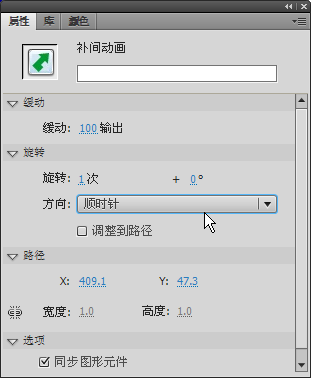 属性 库 颜色
补间动画
缓动
缓动: 100 输出
旋转
旋转: 1 次 + 0 °
方向: 顺时针
调整到路径
路径
X: 409.1 Y: 47.3
宽度: 1.0 高度: 1.0
选项
同步图形元件